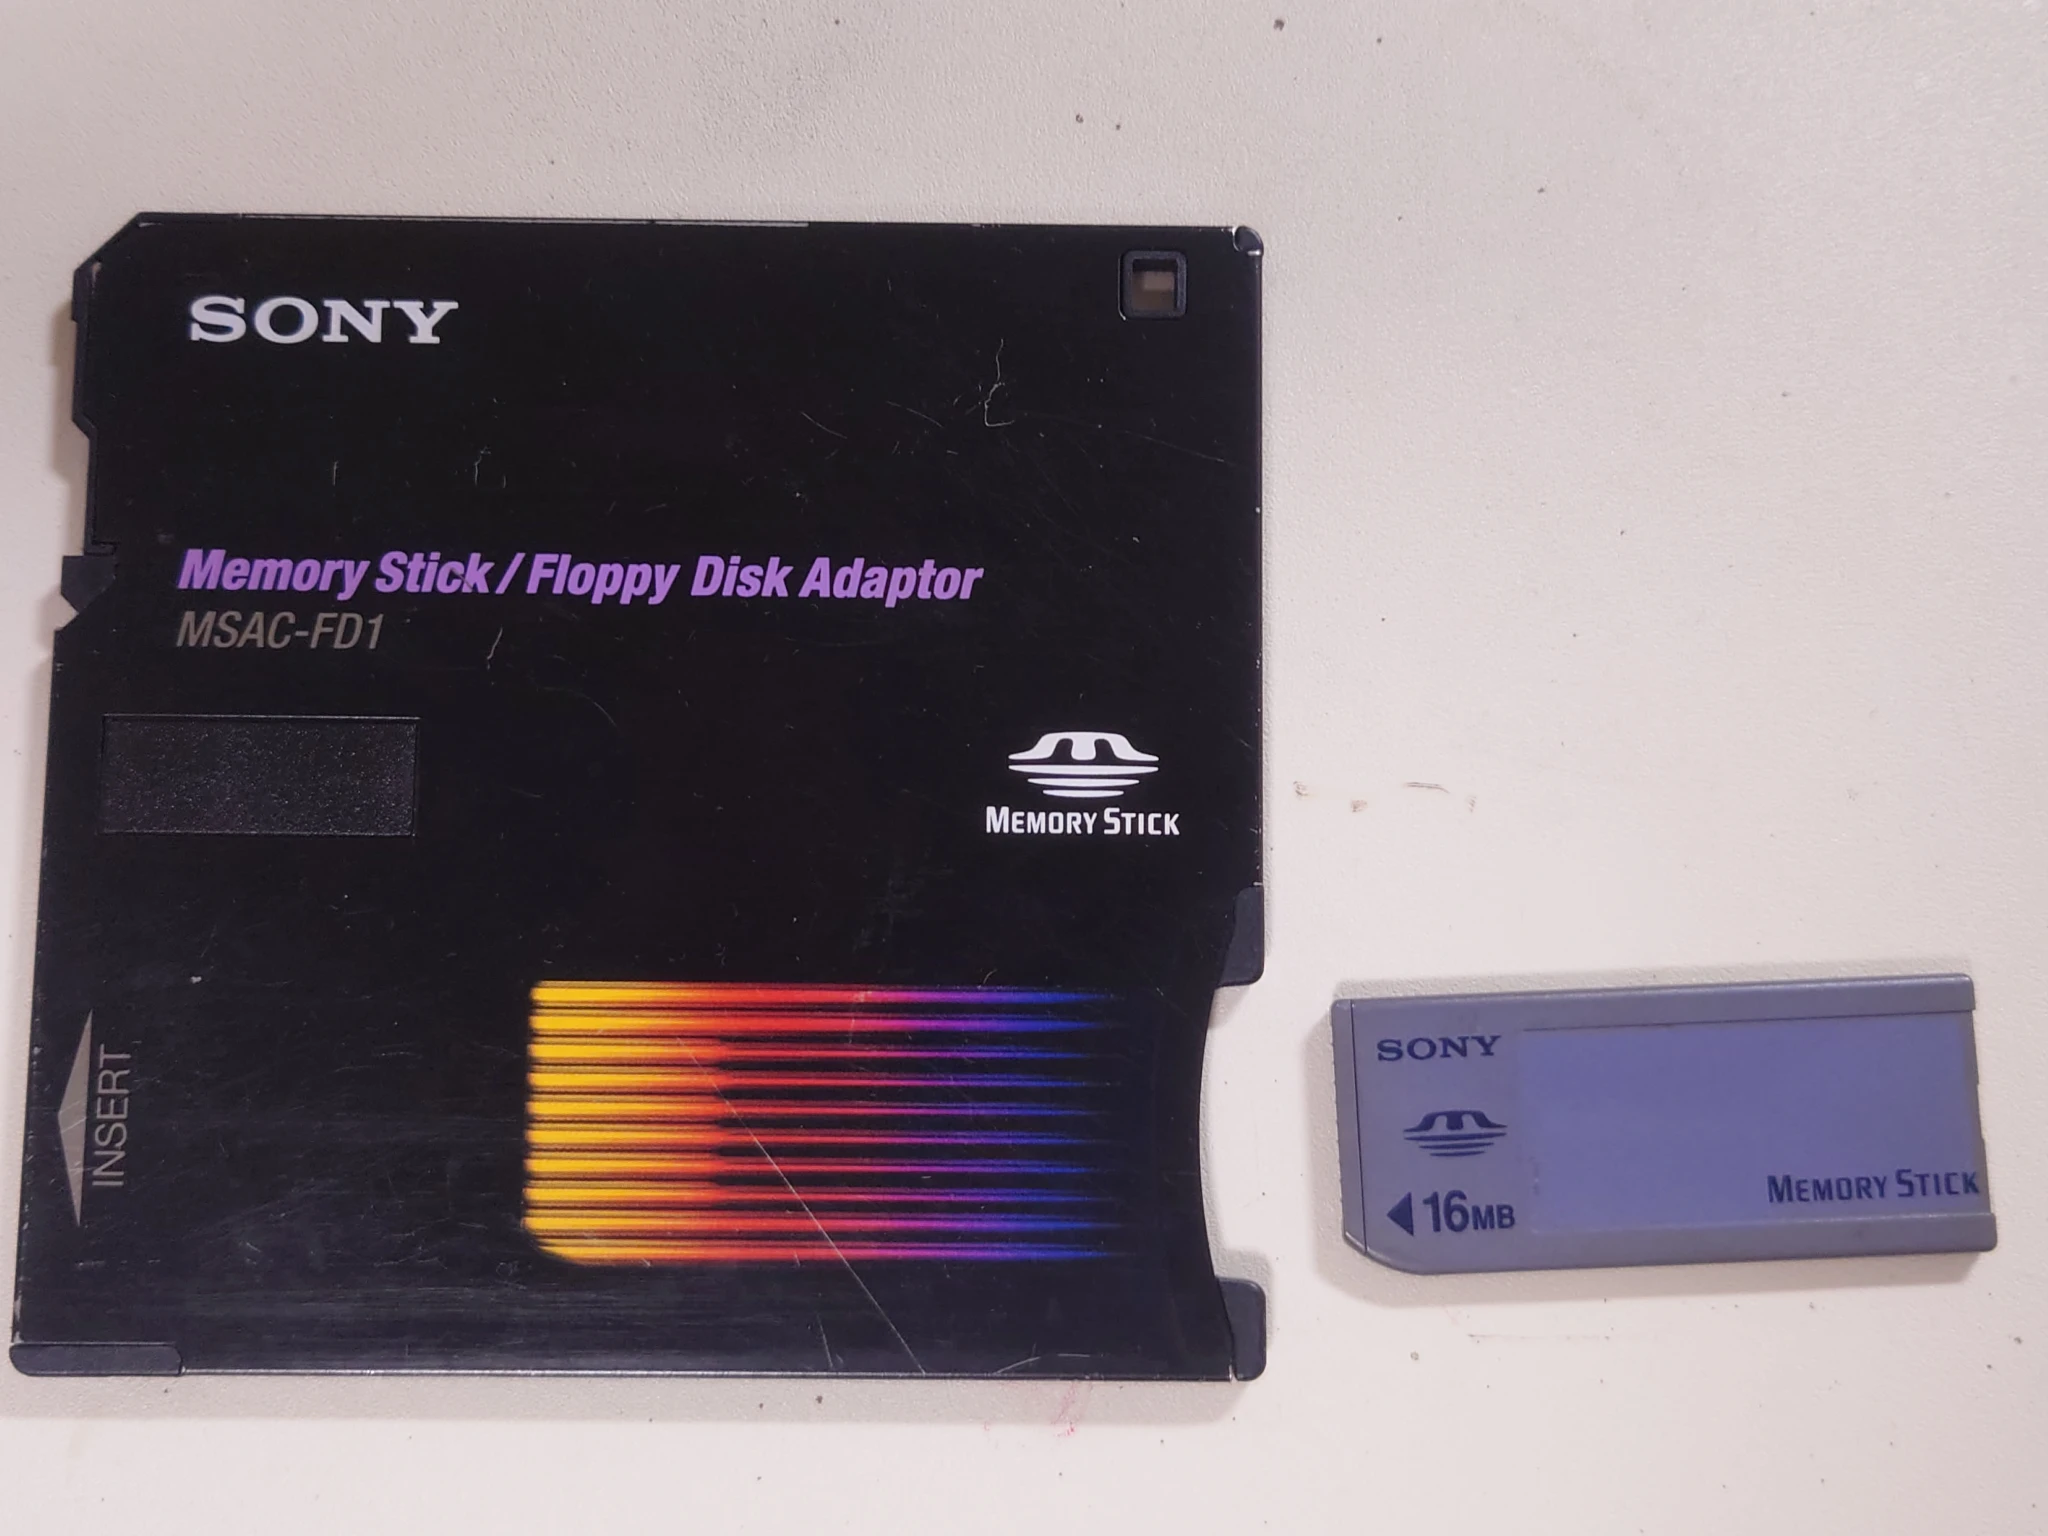 SONY
Memory Stick / Floppy Disk Adaptor
MSAC-FD1
MEMORY STICK
INSERT
SONY
16MB
MEMORY STICK